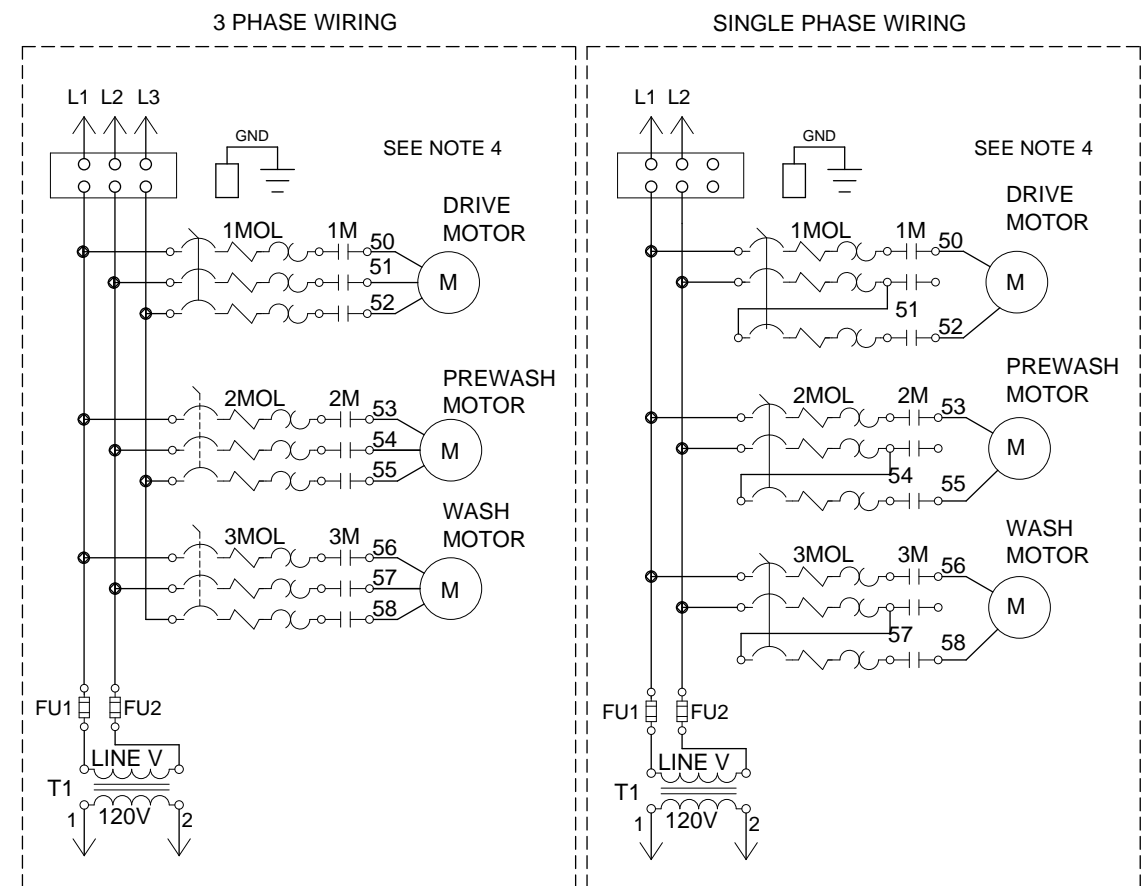 3 PHASE WIRING
L1 L2 L3
GND
SEE NOTE 4
DRIVE
MOTOR
1MOL 1M 50
51
52
M
PREWASH
MOTOR
2MOL 2M 53
54
55
M
WASH
MOTOR
3MOL 3M 56
57
58
M
FU1 FU2
LINE V
T1
120V
1 2
SINGLE PHASE WIRING
L1 L2
GND
SEE NOTE 4
DRIVE
MOTOR
1MOL 1M 50
M
51
52
PREWASH
MOTOR
2MOL 2M 53
M
54
55
WASH
MOTOR
3MOL 3M 56
M
57
58
FU1 FU2
LINE V
T1
120V
1 2